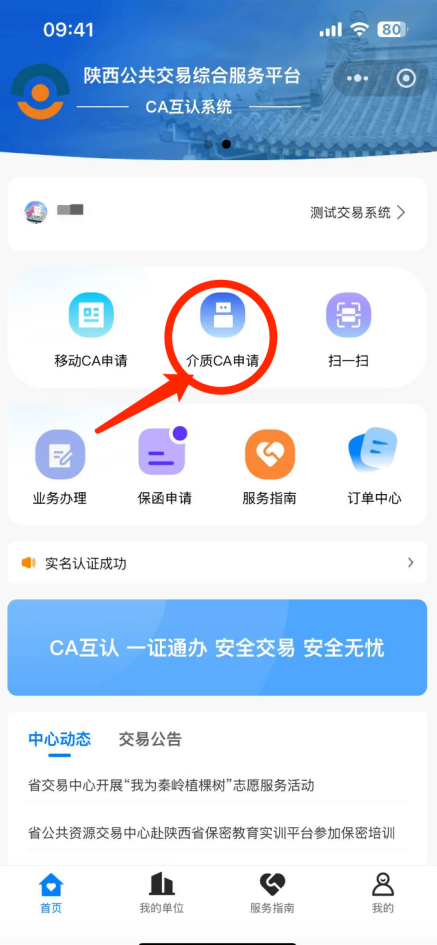 09:41
80
陕西公共交易综合服务平台
CA互认系统
测试交易系统
移动CA申请
介质CA申请
扫一扫
业务办理
保函申请
服务指南
订单中心
实名认证成功
CA互认 一证通办 安全交易 安全无忧
中心动态
交易公告
省交易中心开展“我为秦岭植棵树”志愿服务活动
省公共资源交易中心赴陕西省保密教育实训平台参加保密培训
首页
我的单位
服务指南
我的